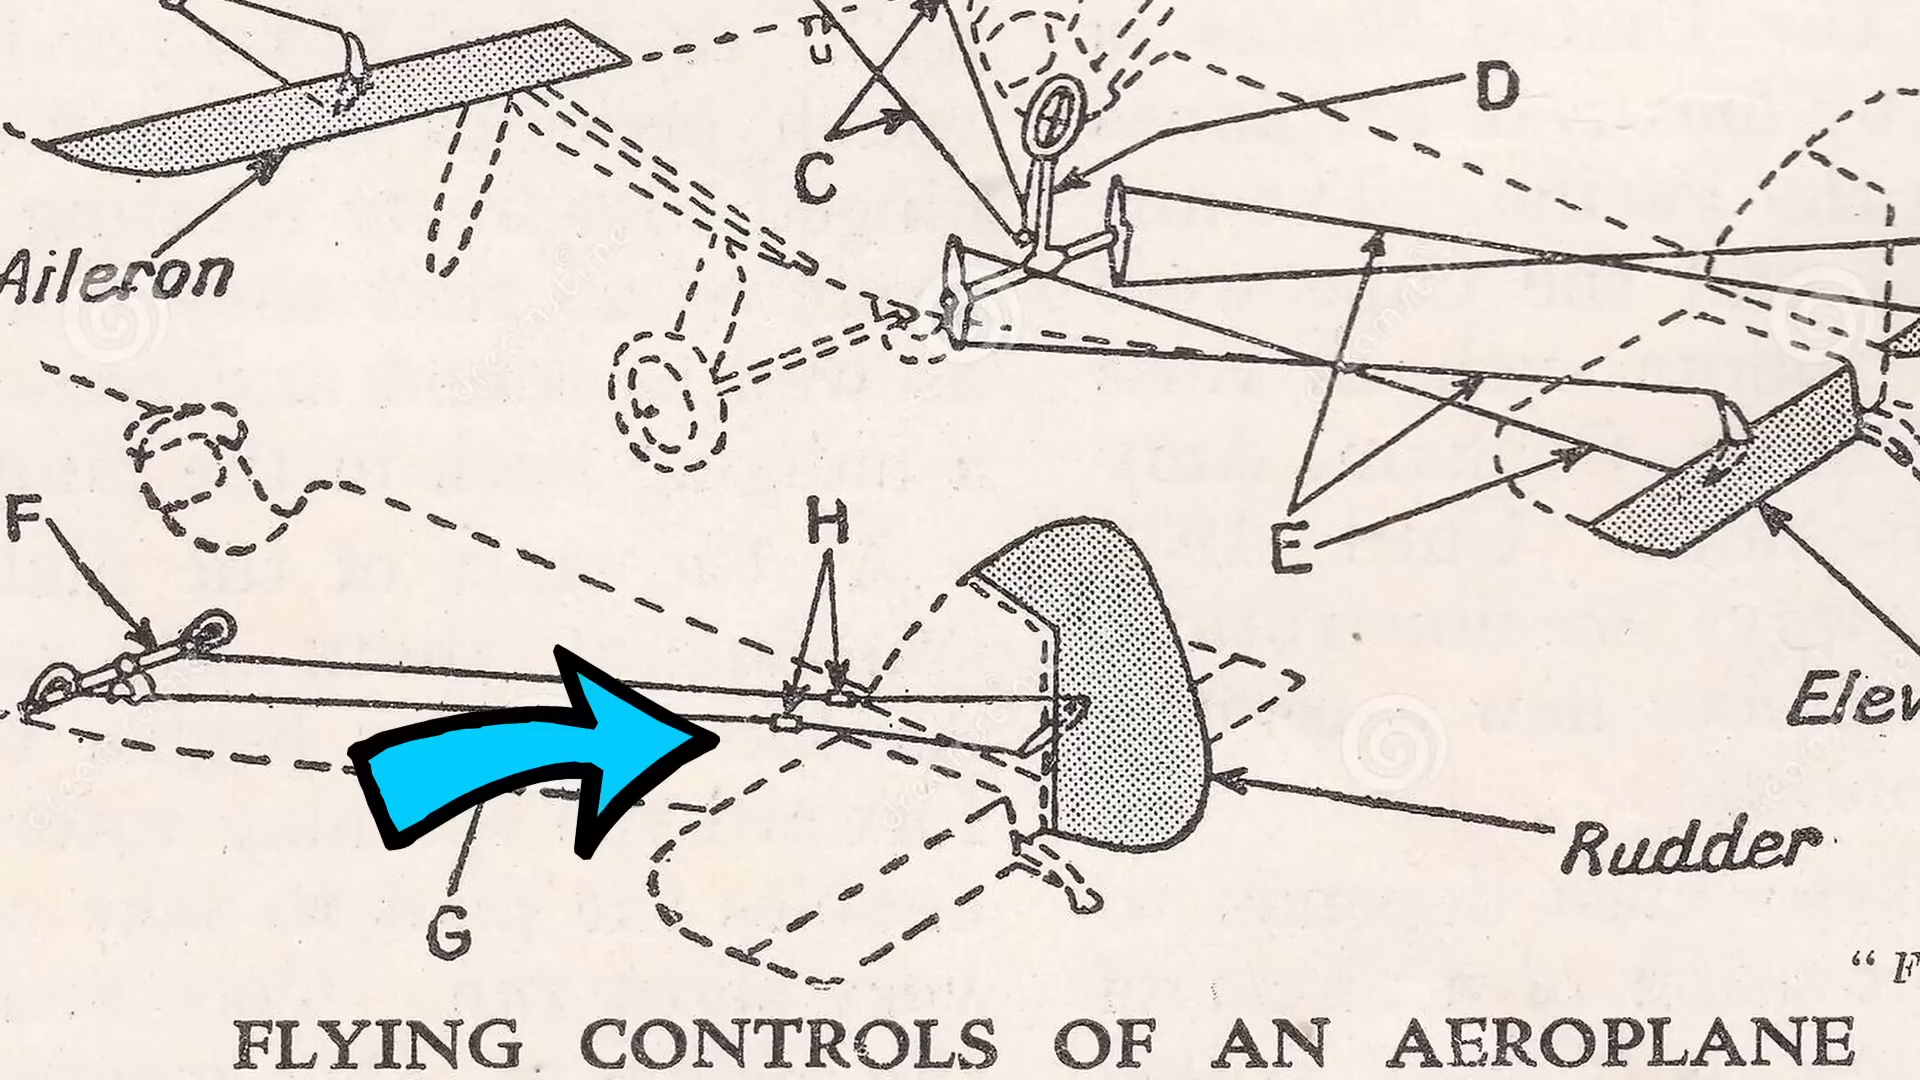 D
C
Aileron
H
F
E
Elev
Rudder
G
“ F
FLYING CONTROLS OF AN AEROPLANE